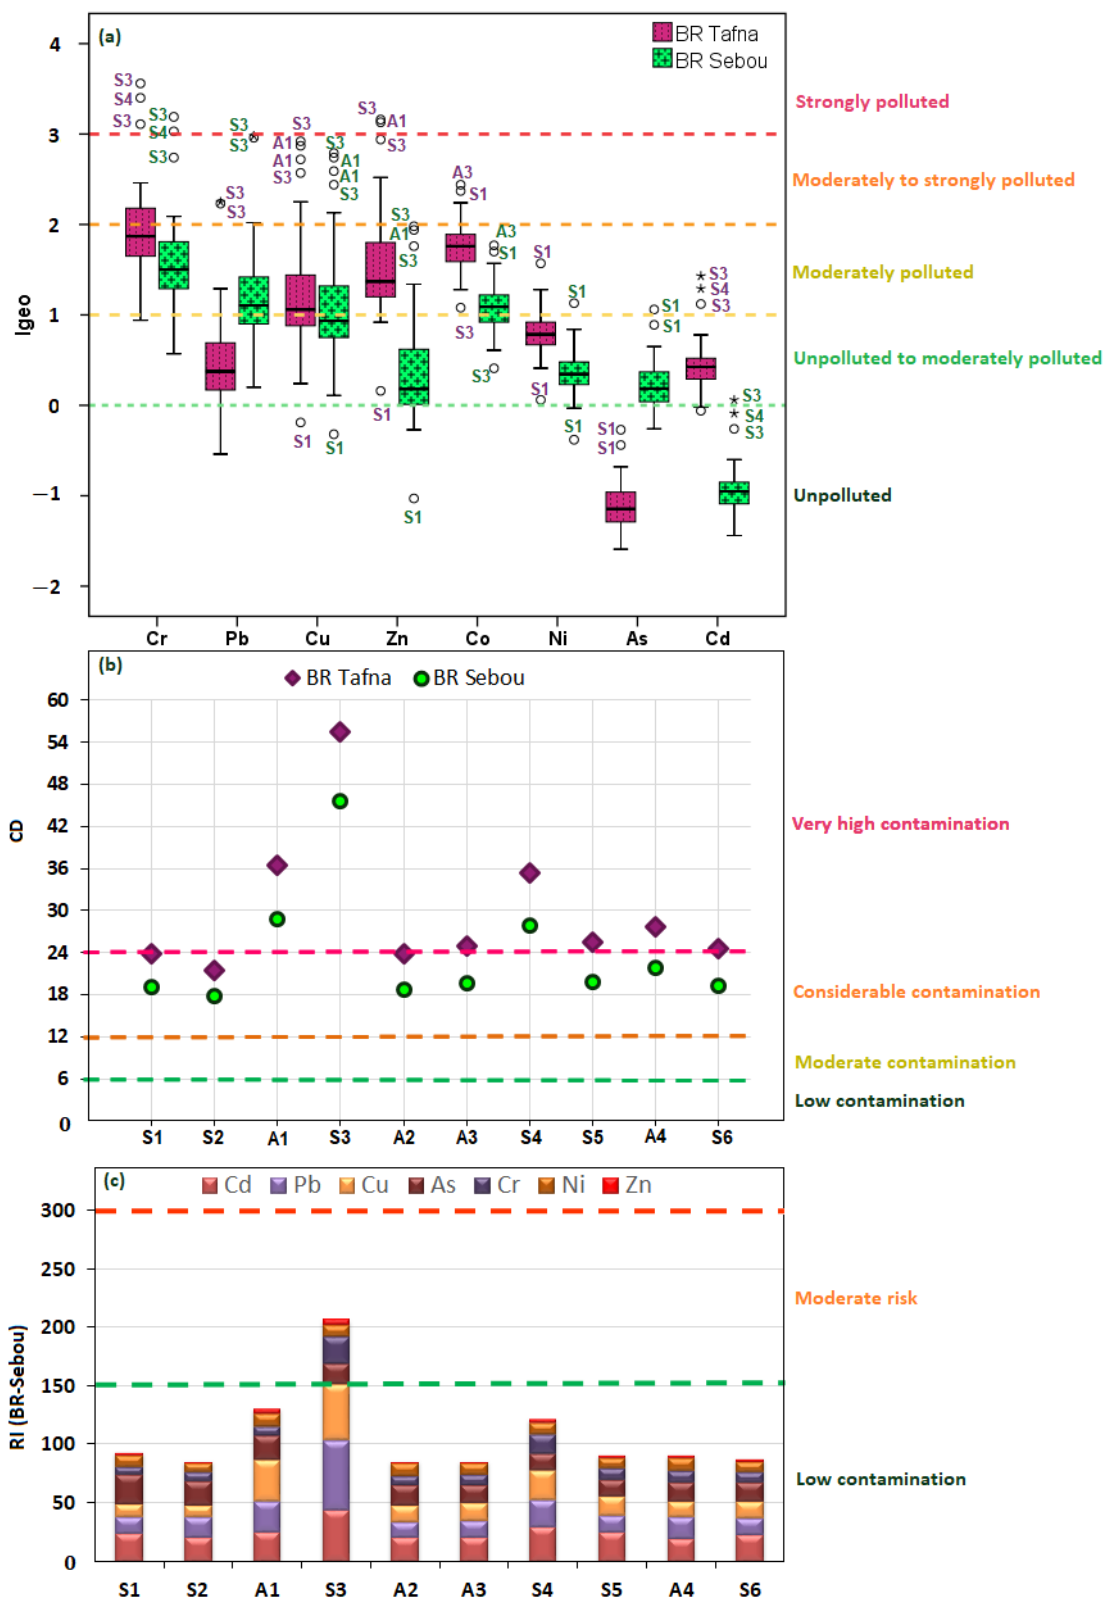 (a)
BR Tafna
BR Sebou
4
3
2
1
0
−1
−2
Igeo
S3
S4
S3
S3
S4
S3
S3
S3
S3
S3
S3
A1
A1
S3
S1
S3
A1
A1
S3
S1
S3
A1
S3
S1
S3
A1
S3
S1
A3
S1
S3
A3
S1
S3
S1
S1
S1
S1
S1
S1
S1
S1
S3
S4
S3
S3
S4
S3
Cr Pb Cu Zn Co Ni As Cd
Strongly polluted
Moderately to strongly polluted
Moderately polluted
Unpolluted to moderately polluted
Unpolluted
(b)
BR Tafna BR Sebou
60
54
48
42
36
30
24
18
12
6
0
CD
S1 S2 A1 S3 A2 A3 S4 S5 A4 S6
Very high contamination
Considerable contamination
Moderate contamination
Low contamination
(c)
Cd Pb Cu As Cr Ni Zn
300
250
200
150
100
50
0
RI (BR-Sebou)
S1 S2 A1 S3 A2 A3 S4 S5 A4 S6
Moderate risk
Low contamination